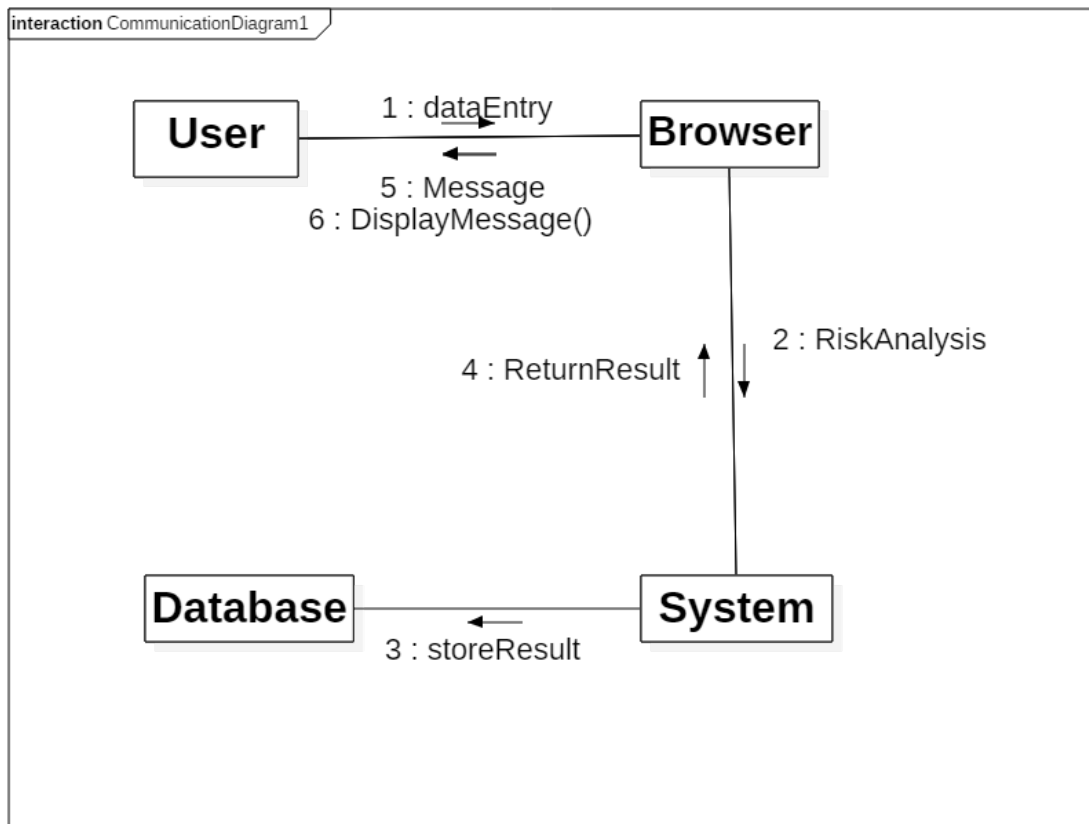 interaction CommunicationDiagram1
1 : dataEntry
User
Browser
5 : Message
6 : DisplayMessage()
2 : RiskAnalysis
4 : ReturnResult
Database
System
3 : storeResult